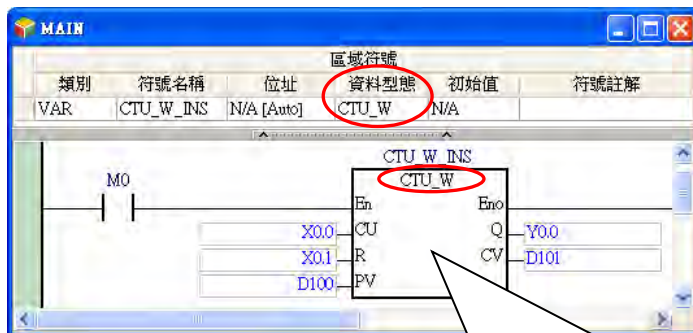 MAIN
區域符號
類別 符號名稱 位址 資料型態 初始值 符號註解
VAR CTU_W_INS N/A [Auto] CTU_W N/A
CTU_W_INS
M0 CTU_W
En Eno
X0.0 CU Q Y0.0
X0.1 R CV D101
D100 PV